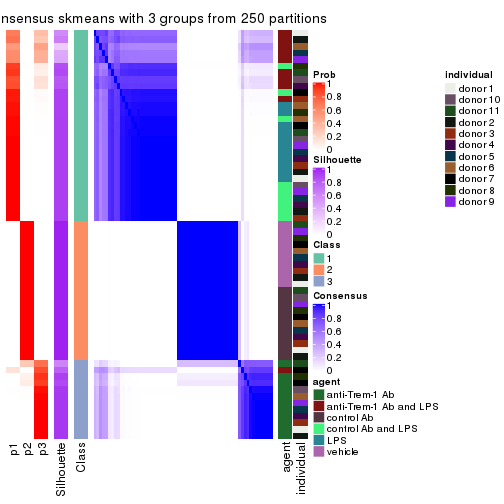 nsensus skmeans with 3 groups from 250 partitions
Prob
0.8
0.6
0.4
0.2
0
Silhouette
1
0.8
0.6
0.4
0.2
0
Class
1
2
3
Consensus
1
0.8
0.6
0.4
0.2
0
agent
anti-Trem-1 Ab
anti-Trem-1 Ab and LPS
control Ab
control Ab and LPS
LPS
vehicle
individual
donor 1
donor 10
donor 11
donor 2
donor 3
donor 4
donor 5
donor 6
donor 7
donor 8
donor 9
p1
p2
p3
Silhouette
Class
agent
individual